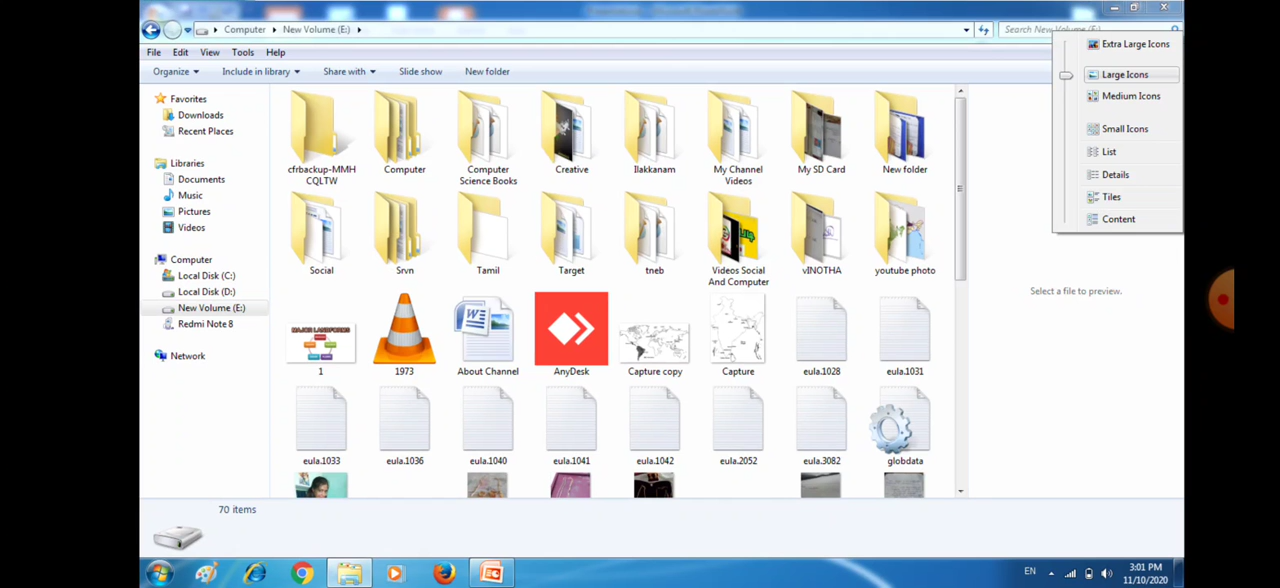 Computer New Volume (E:)
Search New Volume (E:)
File Edit View Tools Help
Organize Include in library Share with Slide show New folder
Extra Large Icons
Large Icons
Medium Icons
Small Icons
List
Details
Tiles
Content
Favorites
Downloads
Recent Places
Libraries
Documents
Music
Pictures
Videos
Computer
Local Disk (C:)
Local Disk (D:)
New Volume (E:)
Redmi Note 8
Network
cfrbackup-MMH
CQLTW
Computer
Computer
Science Books
Creative
Ilakkanam
My Channel
Videos
My SD Card
New folder
Social
Srvn
Tamil
Target
tneb
Videos Social
And Computer
vINOTHA
youtube photo
MAJOR LANDFORMS
1
1973
About Channel
AnyDesk
Capture copy
Capture
eula.1028
eula.1031
eula.1033
eula.1036
eula.1040
eula.1041
eula.1042
eula.2052
eula.3082
globdata
Select a file to preview.
70 items
EN
3:01 PM
11/10/2020